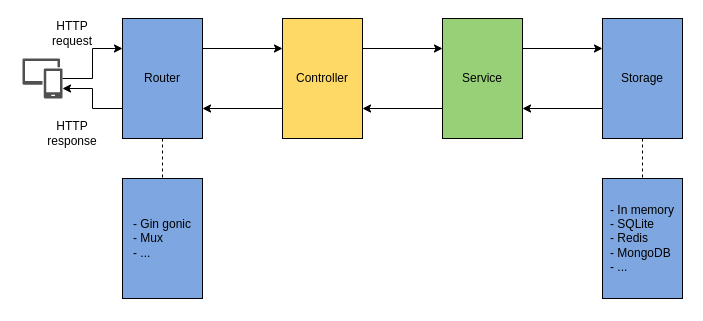 HTTP
request
Router
Controller
Service
Storage
HTTP
response
- Gin gonic
- Mux
- ...
- In memory
- SQLite
- Redis
- MongoDB
- ...